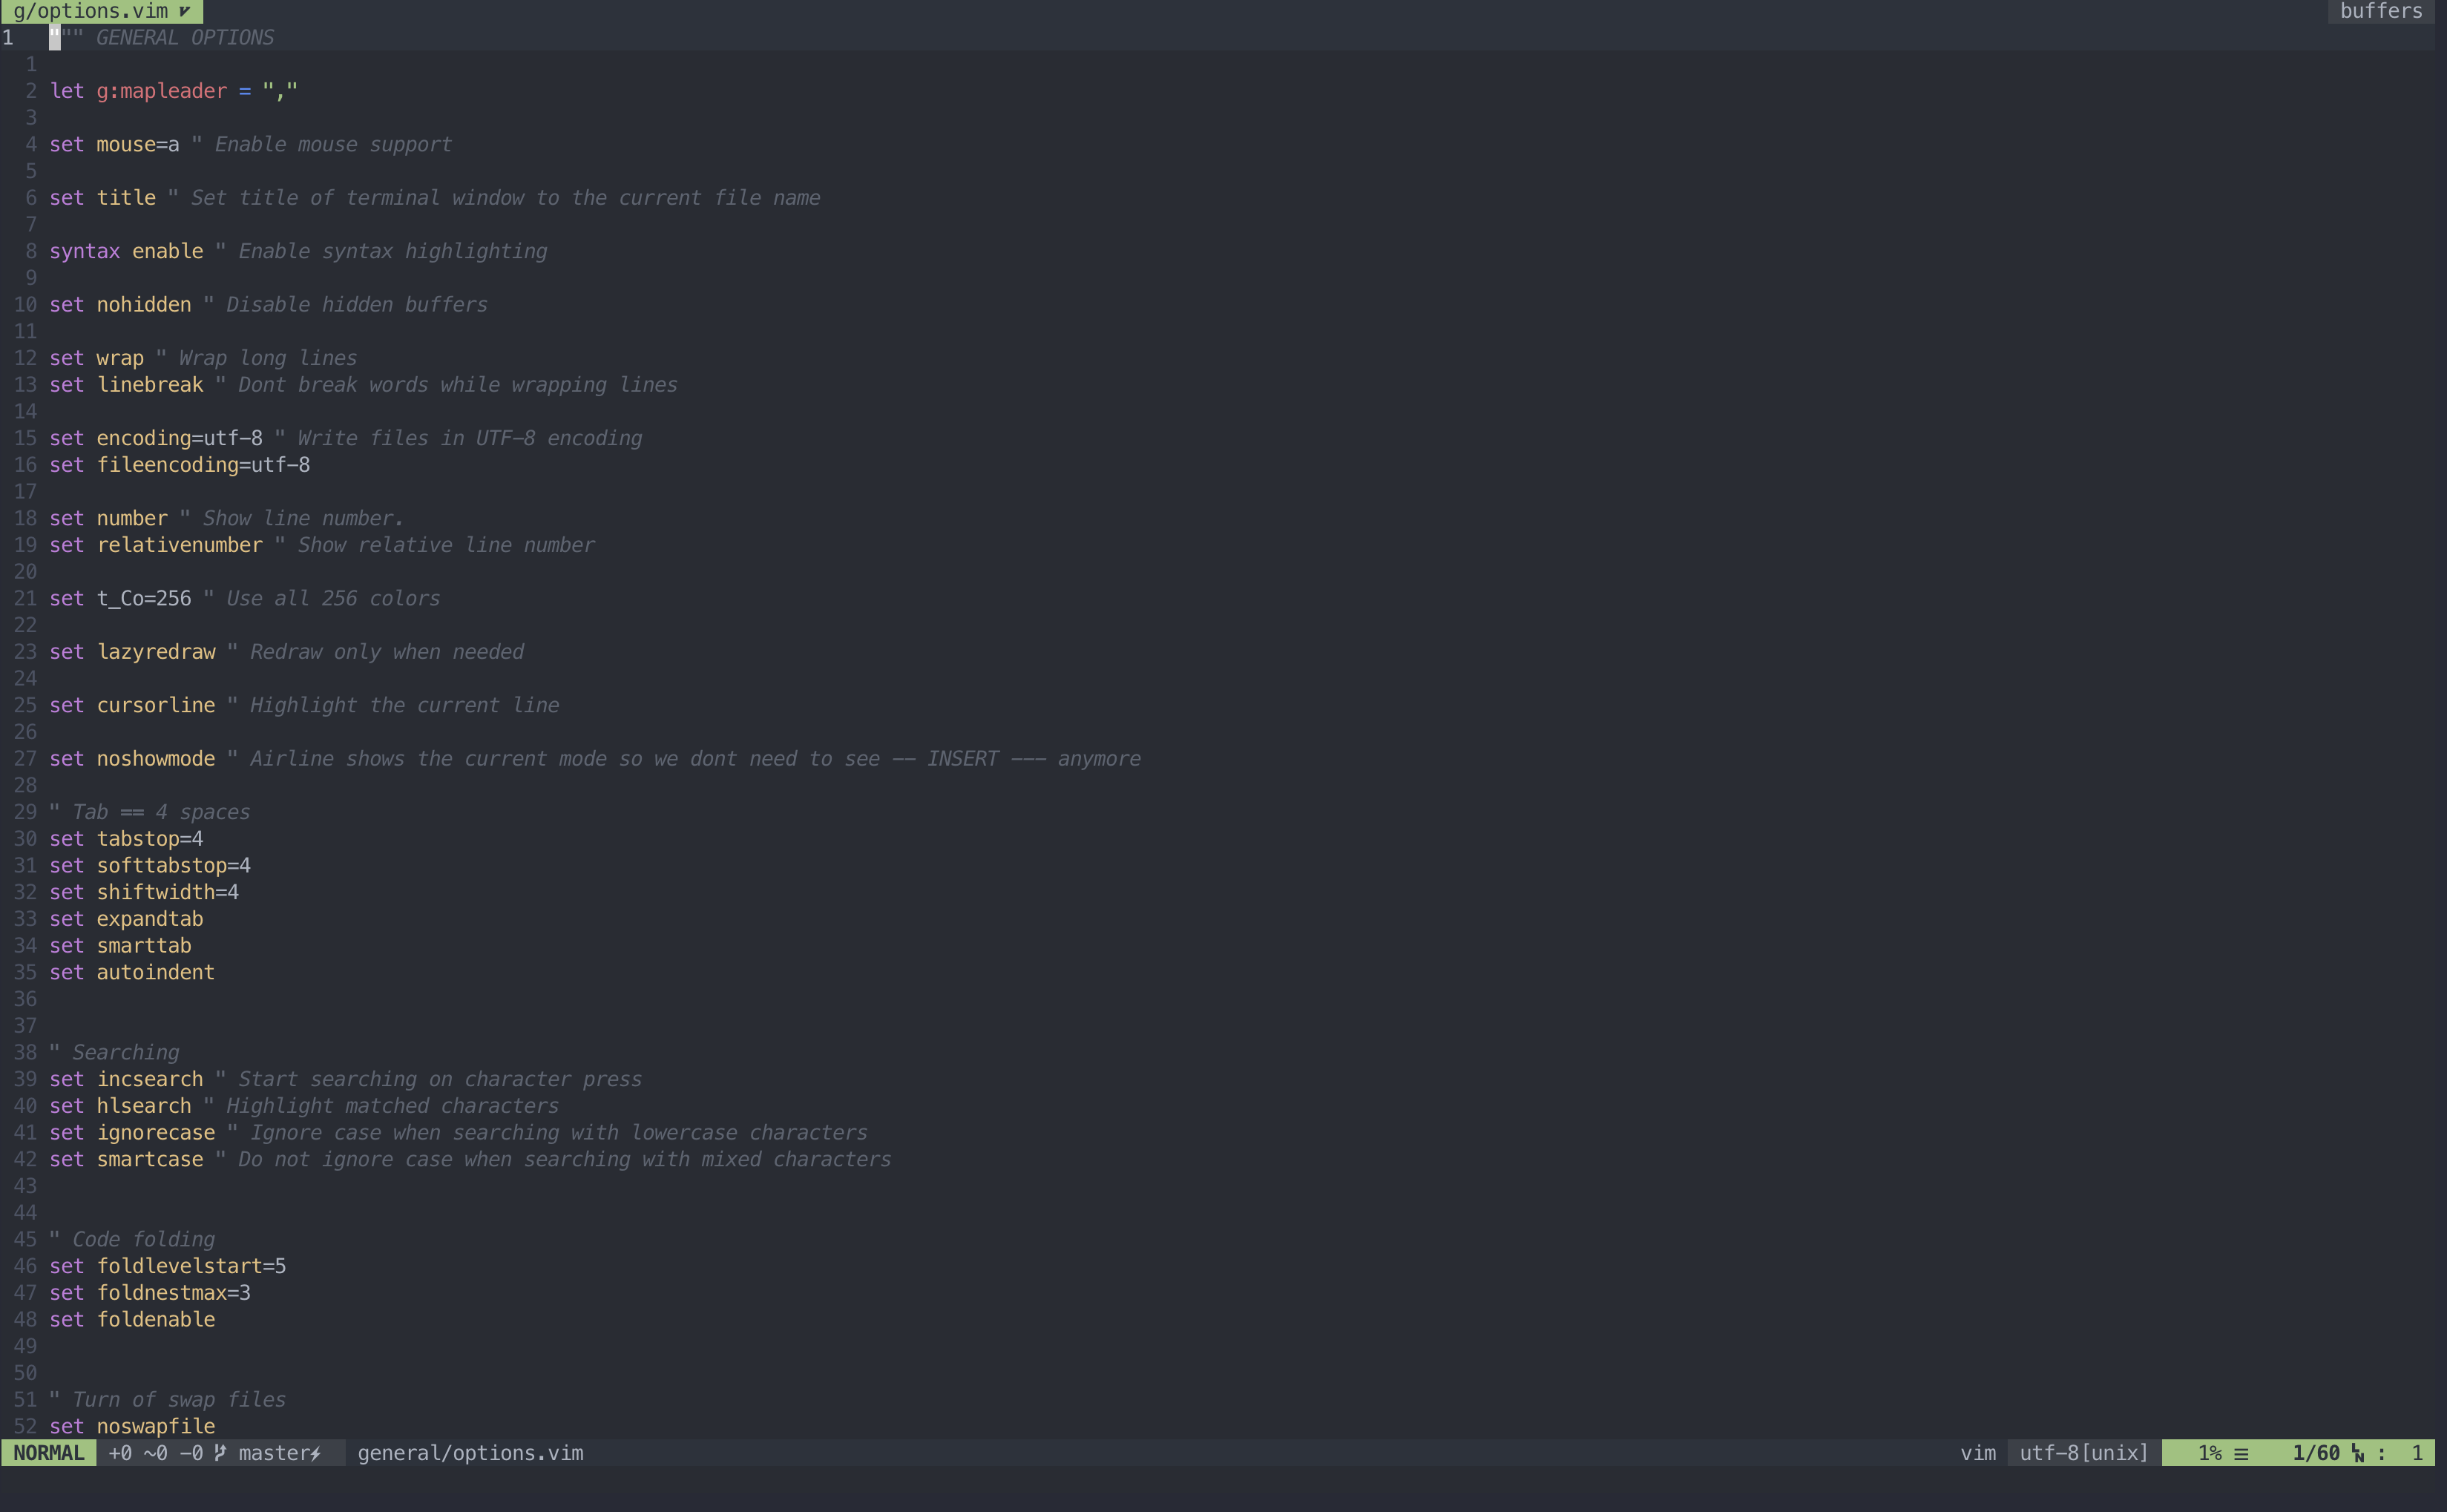 g/options.vim buffers
1 """ GENERAL OPTIONS
1
2 let g:mapleader = ","
3
4 set mouse=a " Enable mouse support
5
6 set title " Set title of terminal window to the current file name
7
8 syntax enable " Enable syntax highlighting
9
10 set nohidden " Disable hidden buffers
11
12 set wrap " Wrap long lines
13 set linebreak " Dont break words while wrapping lines
14
15 set encoding=utf-8 " Write files in UTF-8 encoding
16 set fileencoding=utf-8
17
18 set number " Show line number.
19 set relativenumber " Show relative line number
20
21 set t_Co=256 " Use all 256 colors
22
23 set lazyredraw " Redraw only when needed
24
25 set cursorline " Highlight the current line
26
27 set noshowmode " Airline shows the current mode so we dont need to see -- INSERT --- anymore
28
29 " Tab == 4 spaces
30 set tabstop=4
31 set softtabstop=4
32 set shiftwidth=4
33 set expandtab
34 set smarttab
35 set autoindent
36
37
38 " Searching
39 set incsearch " Start searching on character press
40 set hlsearch " Highlight matched characters
41 set ignorecase " Ignore case when searching with lowercase characters
42 set smartcase " Do not ignore case when searching with mixed characters
43
44
45 " Code folding
46 set foldlevelstart=5
47 set foldnestmax=3
48 set foldenable
49
50
51 " Turn of swap files
52 set noswapfile
NORMAL +0 ~0 -0 master⚡ general/options.vim vim utf-8[unix] 1% ☰ 1/60 ␤ : 1